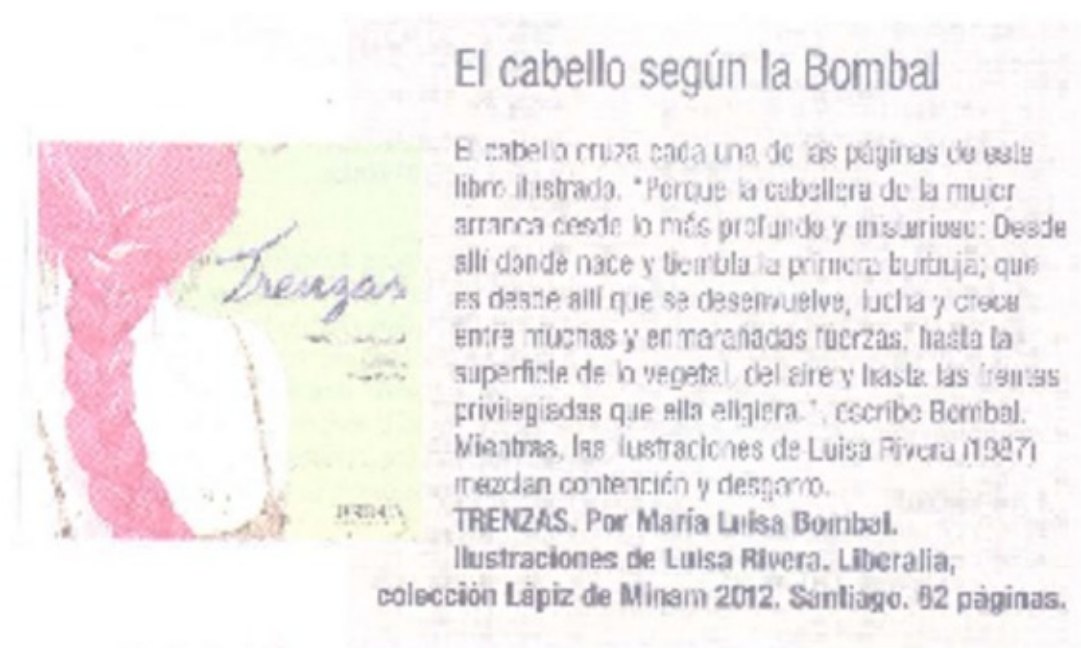 El cabello según la Bombal
El cabello cruza cada una de las páginas de este
libro ilustrado. "Porque la cabellera de la mujer
arranca desde lo más profundo y misterioso: Desde
allí donde nace y tiembla la primera burbuja; que
es desde allí que se desenvuelve, lucha y crece
entre muchas y enmarañadas fuerzas, hasta la
superficie de lo vegetal, del aire y hasta las frentes
privilegiadas que ella eligiera.", escribe Bombal.
Mientras, las ilustraciones de Luisa Rivera (1987)
mezclan contención y desgarro.
TRENZAS. Por María Luisa Bombal.
Ilustraciones de Luisa Rivera. Liberalia,
colección Lápiz de Minam 2012. Santiago. 62 páginas.
Trenzas